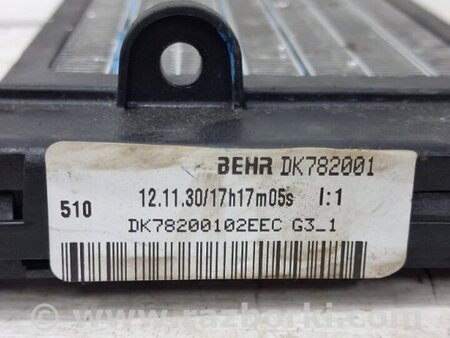 BEHR DK782001
510 12.11.30/17h17m05s I:1
DK78200102EEC G3_1
www.razborki.com